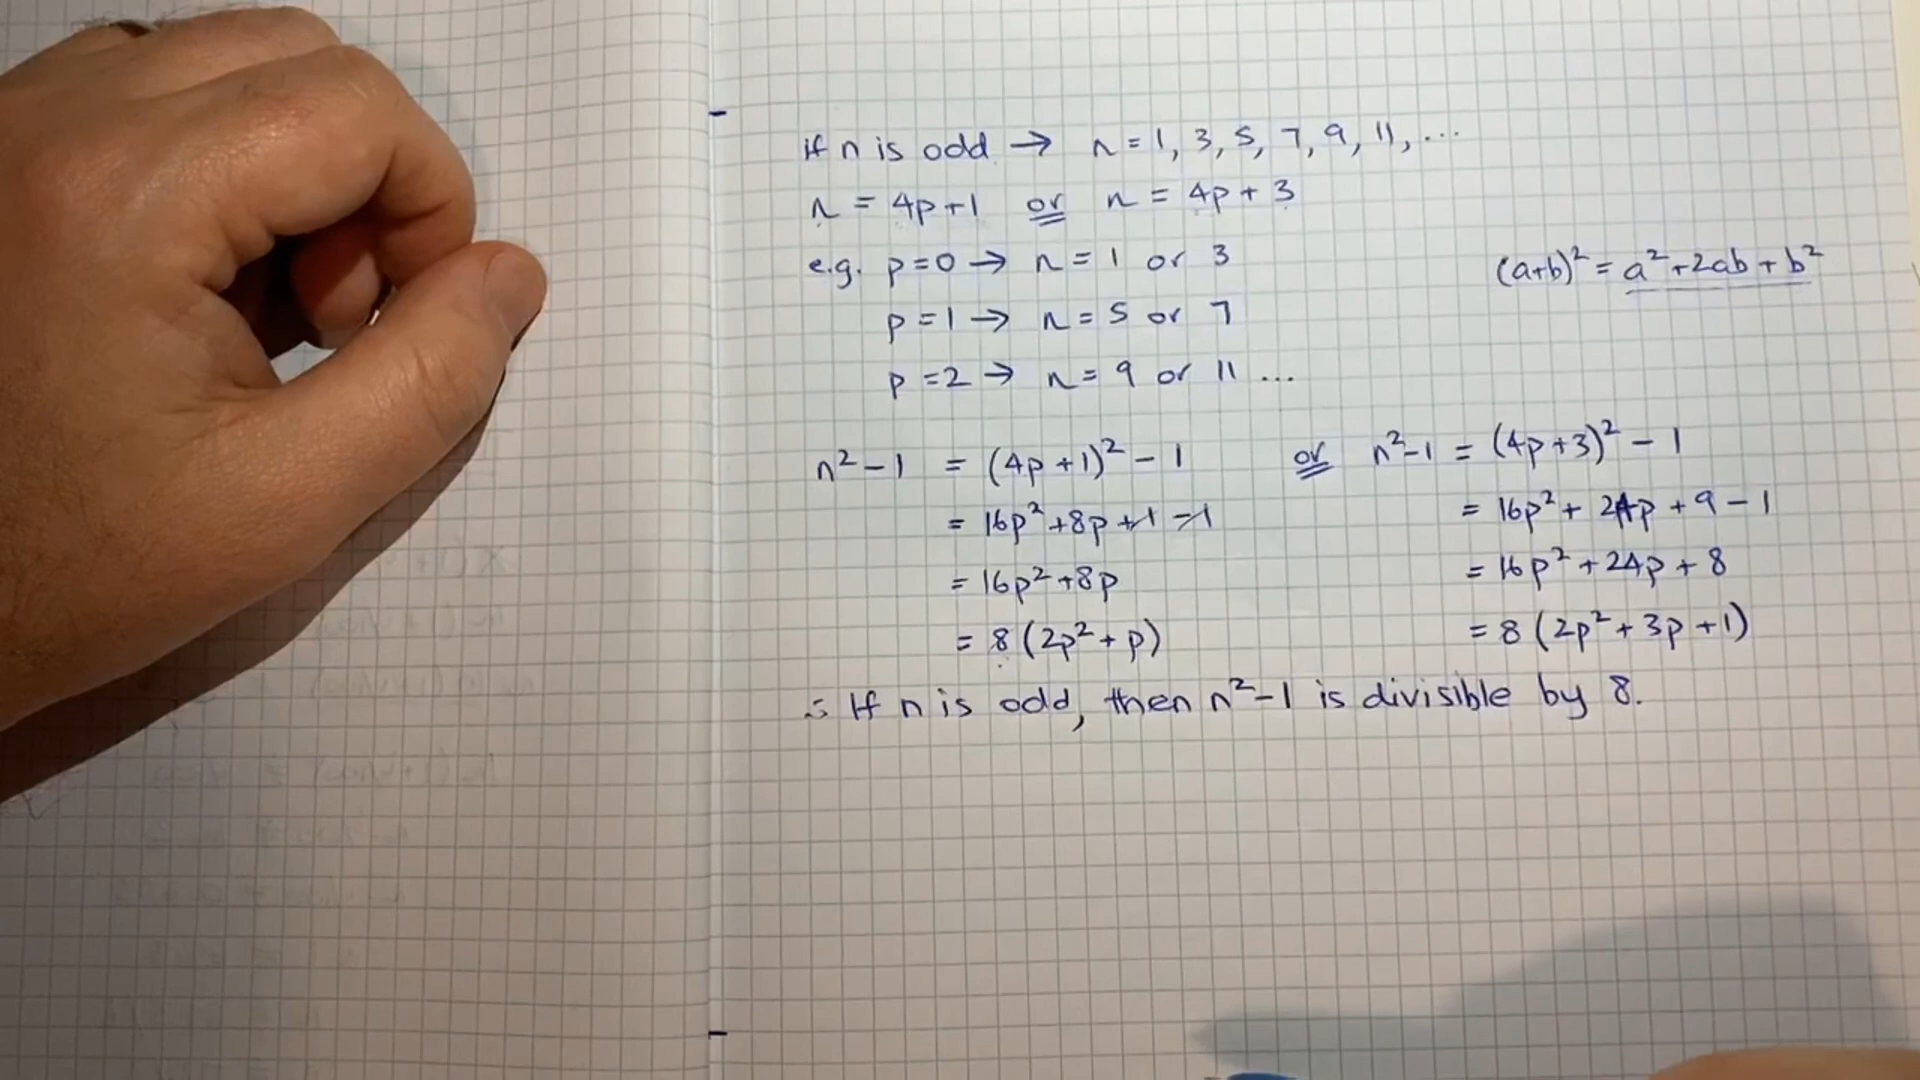 if n is odd → n = 1, 3, 5, 7, 9, 11, ...
n = 4p+1 or n = 4p + 3
e.g. p=0 → n = 1 or 3
(a+b)² = a²+2ab+b²
p=1 → n = 5 or 7
p=2 → n = 9 or 11 ...
n²-1 = (4p+1)² - 1 or n²-1 = (4p+3)² - 1
= 16p²+8p+1-1
= 16p²+8p
= 8(2p²+p)
= 16p² + 24p + 9 - 1
= 16p² + 24p + 8
= 8(2p²+3p+1)
∴ If n is odd, then n²-1 is divisible by 8.